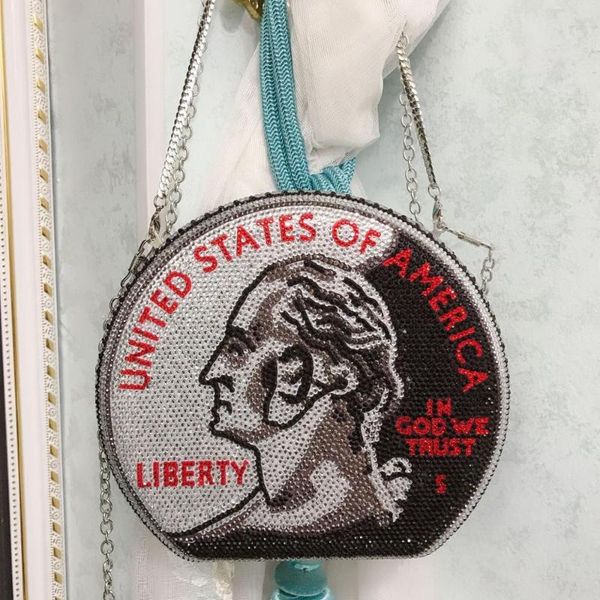 UNITED STATES OF AMERICA
LIBERTY
IN
GOD WE
TRUST
S